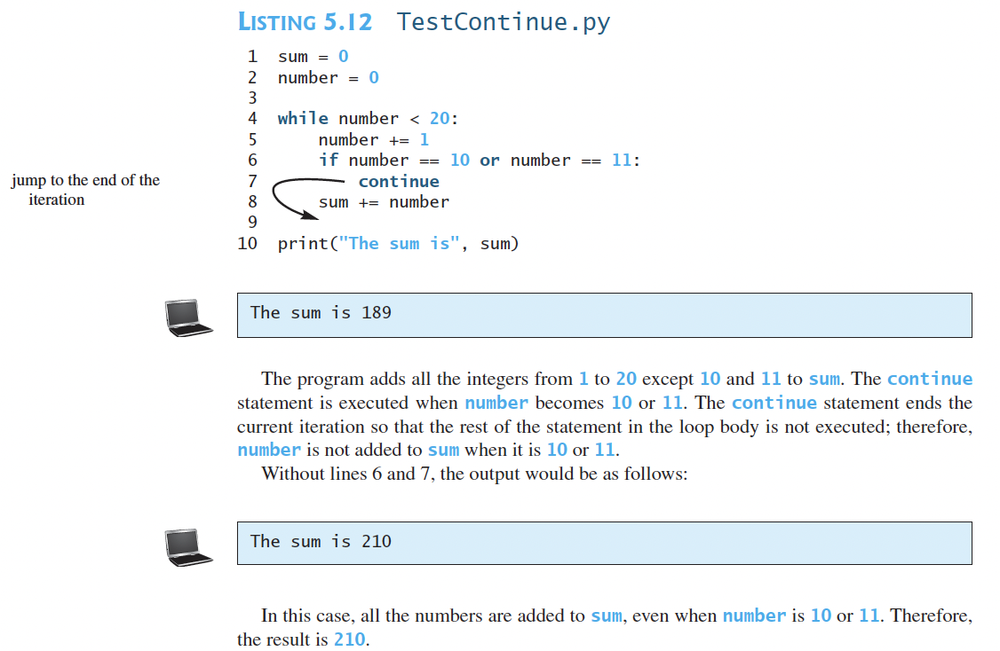 LISTING 5.12 TestContinue.py
1 sum = 0
2 number = 0
3
4 while number < 20:
5     number += 1
6     if number == 10 or number == 11:
jump to the end of the
iteration
7         continue
8     sum += number
9
10 print("The sum is", sum)
The sum is 189
The program adds all the integers from 1 to 20 except 10 and 11 to sum. The continue
statement is executed when number becomes 10 or 11. The continue statement ends the
current iteration so that the rest of the statement in the loop body is not executed; therefore,
number is not added to sum when it is 10 or 11.
Without lines 6 and 7, the output would be as follows:
The sum is 210
In this case, all the numbers are added to sum, even when number is 10 or 11. Therefore,
the result is 210.